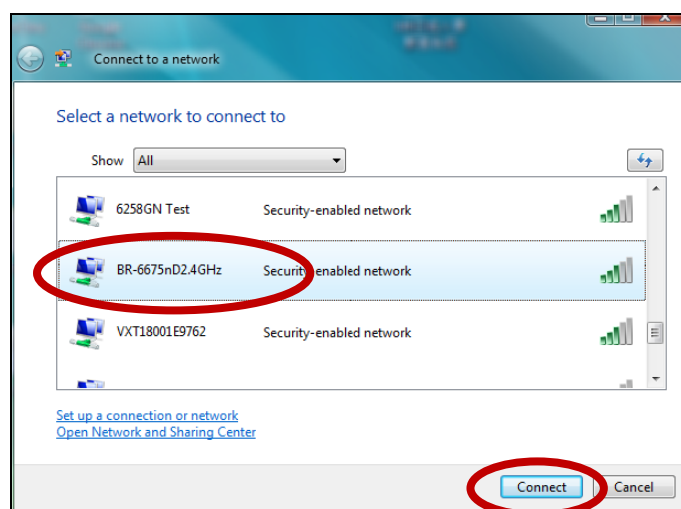 Connect to a network
Select a network to connect to
Show All
6258GN Test Security-enabled network
BR-6675nD2.4GHz Security-enabled network
VXT18001E9762 Security-enabled network
Set up a connection or network
Open Network and Sharing Center
Connect Cancel